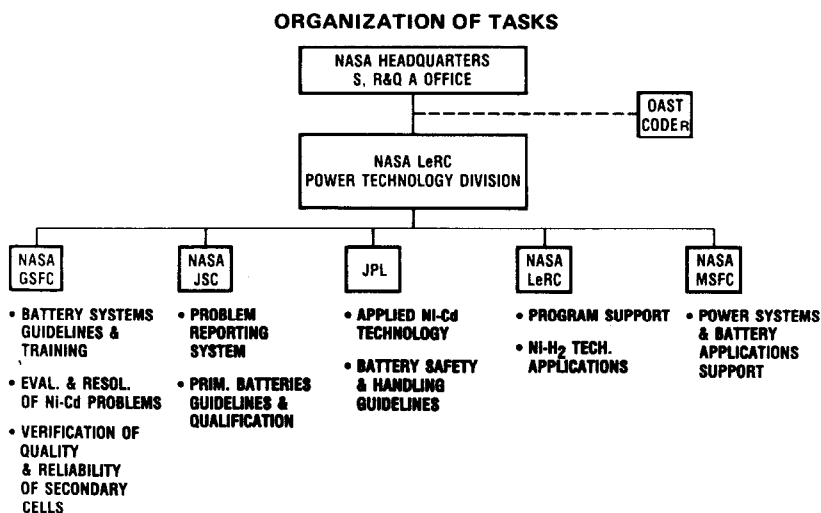 ORGANIZATION OF TASKS
NASA HEADQUARTERS
S, R&Q A OFFICE
OAST
CODE R
NASA LeRC
POWER TECHNOLOGY DIVISION
NASA
GSFC
• BATTERY SYSTEMS
GUIDELINES &
TRAINING
• EVAL. & RESOL.
OF Ni-Cd PROBLEMS
• VERIFICATION OF
QUALITY
& RELIABILITY
OF SECONDARY
CELLS
NASA
JSC
• PROBLEM
REPORTING
SYSTEM
• PRIM. BATTERIES
GUIDELINES &
QUALIFICATION
JPL
• APPLIED Ni-Cd
TECHNOLOGY
• BATTERY SAFETY
& HANDLING
GUIDELINES
NASA
LeRC
• PROGRAM SUPPORT
• Ni-H2 TECH.
APPLICATIONS
NASA
MSFC
• POWER SYSTEMS
& BATTERY
APPLICATIONS
SUPPORT